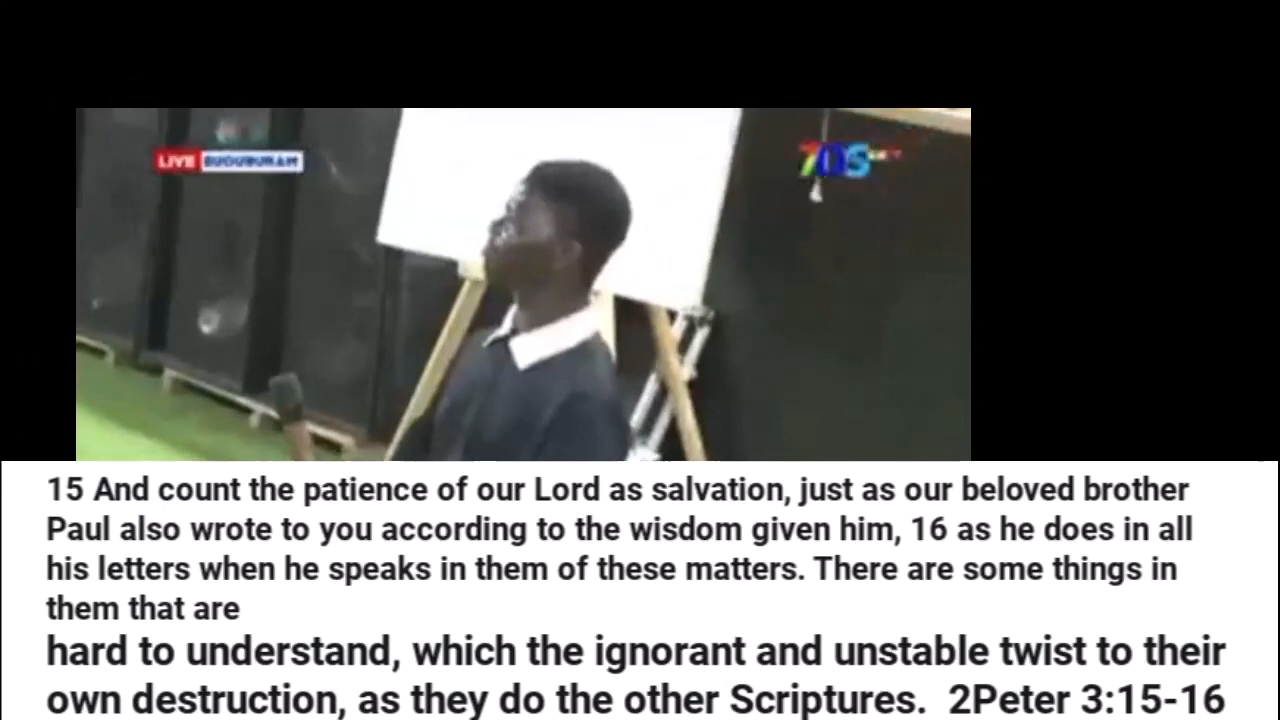 LIVE BUDUBURAM
7OS
15 And count the patience of our Lord as salvation, just as our beloved brother
Paul also wrote to you according to the wisdom given him, 16 as he does in all
his letters when he speaks in them of these matters. There are some things in
them that are
hard to understand, which the ignorant and unstable twist to their
own destruction, as they do the other Scriptures. 2Peter 3:15-16